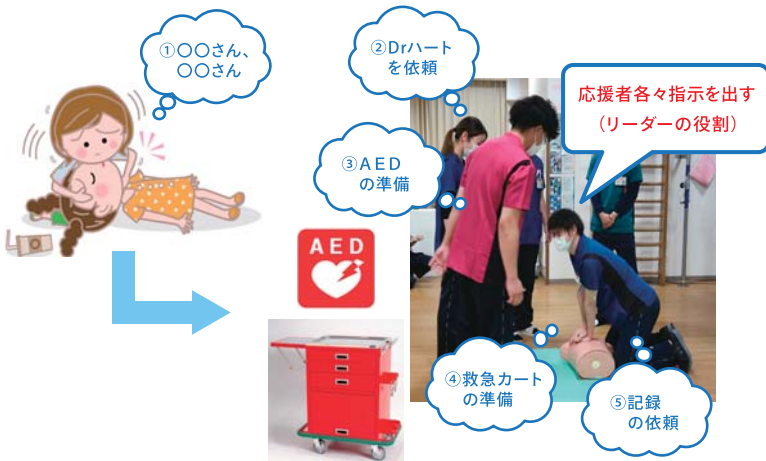 ①〇〇さん、
〇〇さん
②Drハート
を依頼
応援者各々指示を出す
（リーダーの役割）
③AED
の準備
AED
④救急カート
の準備
⑤記録
の依頼